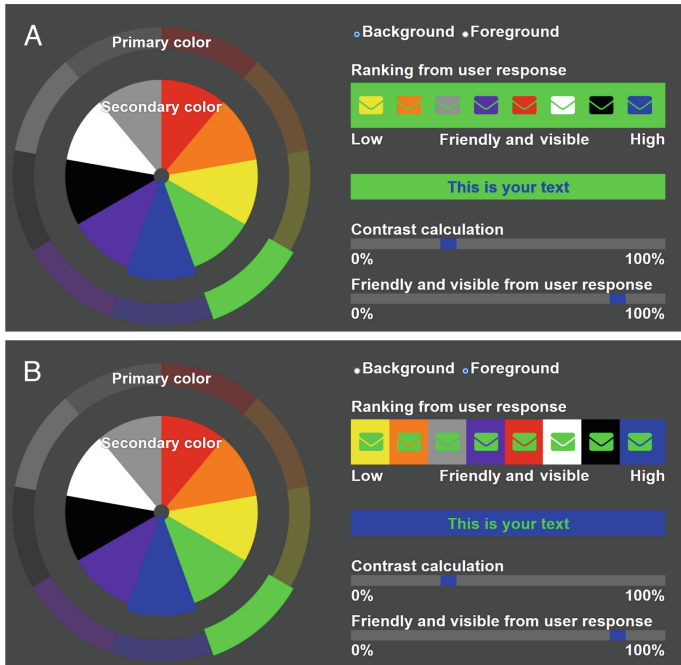 A
Primary color
Secondary color
Background Foreground
Ranking from user response
Low Friendly and visible High
This is your text
Contrast calculation
0% 100%
Friendly and visible from user response
0% 100%
B
Primary color
Secondary color
Background Foreground
Ranking from user response
Low Friendly and visible High
This is your text
Contrast calculation
0% 100%
Friendly and visible from user response
0% 100%